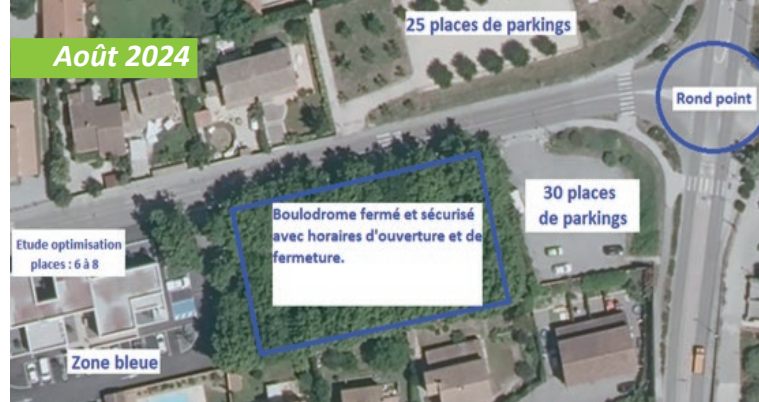 25 places de parkings
Août 2024
Rond point
30 places
de parkings
Boulodrome fermé et sécurisé
avec horaires d'ouverture et de
fermeture.
Etude optimisation
places : 6 à 8
Zone bleue